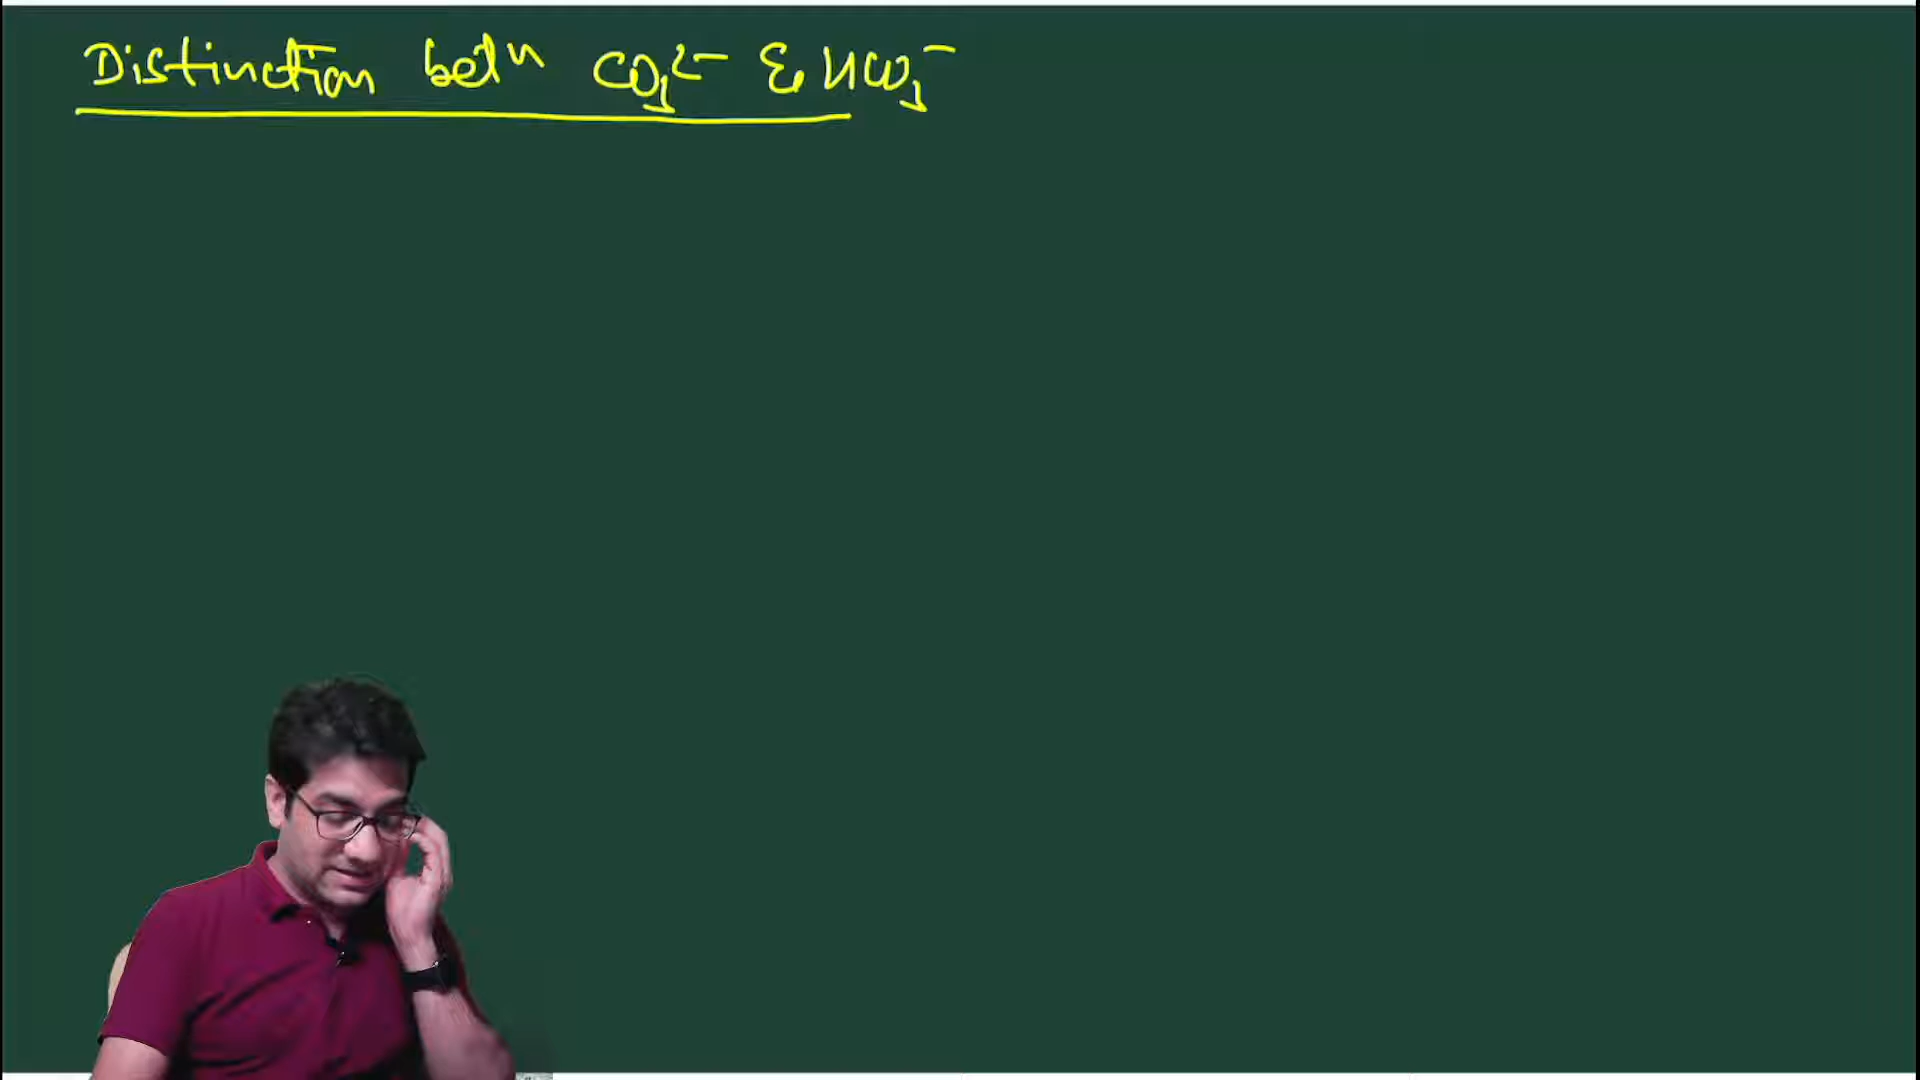 Distinction betⁿ CO₃²⁻ & HCO₃⁻